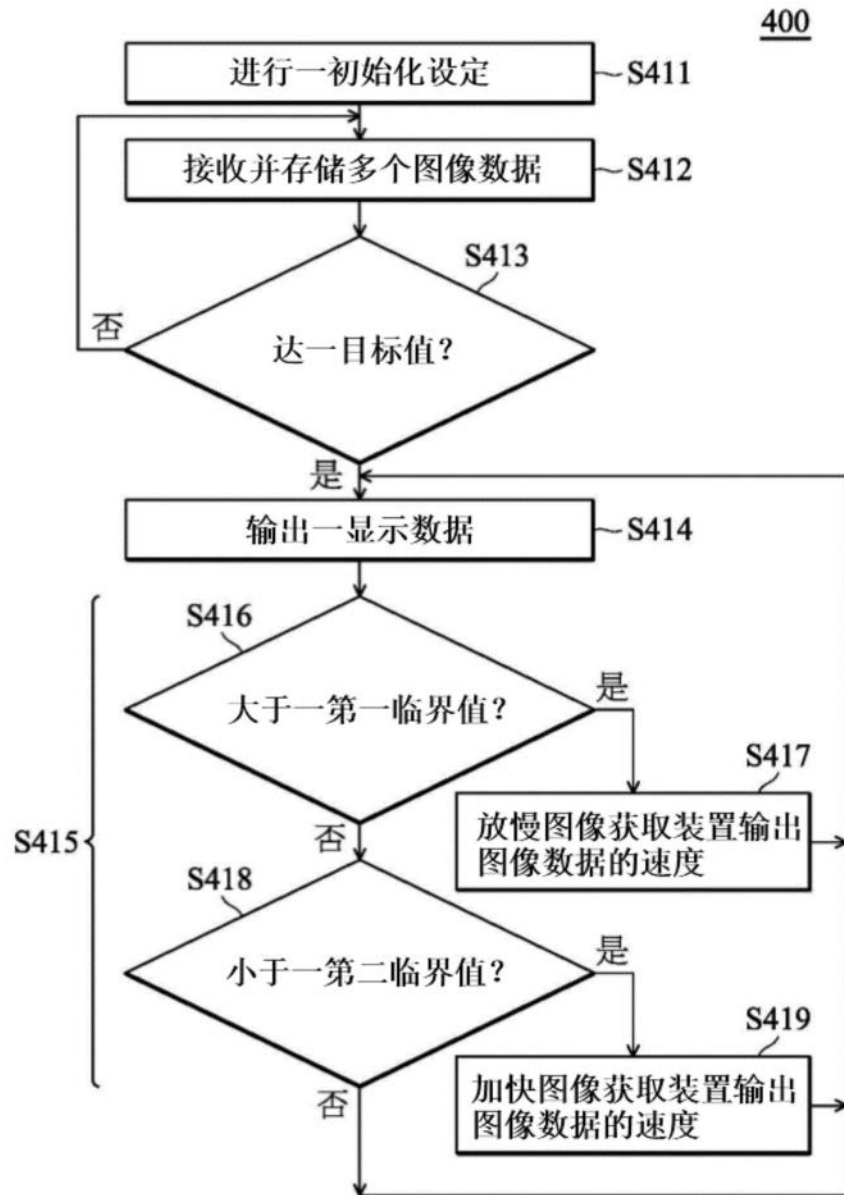 400
进行一初始化设定
S411
接收并存储多个图像数据
S412
S413
否
达一目标值？
是
输出一显示数据
S414
S416
大于一第一临界值？
是
S417
放慢图像获取装置输出
图像数据的速度
S415
否
S418
小于一第二临界值？
是
S419
加快图像获取装置输出
图像数据的速度
否